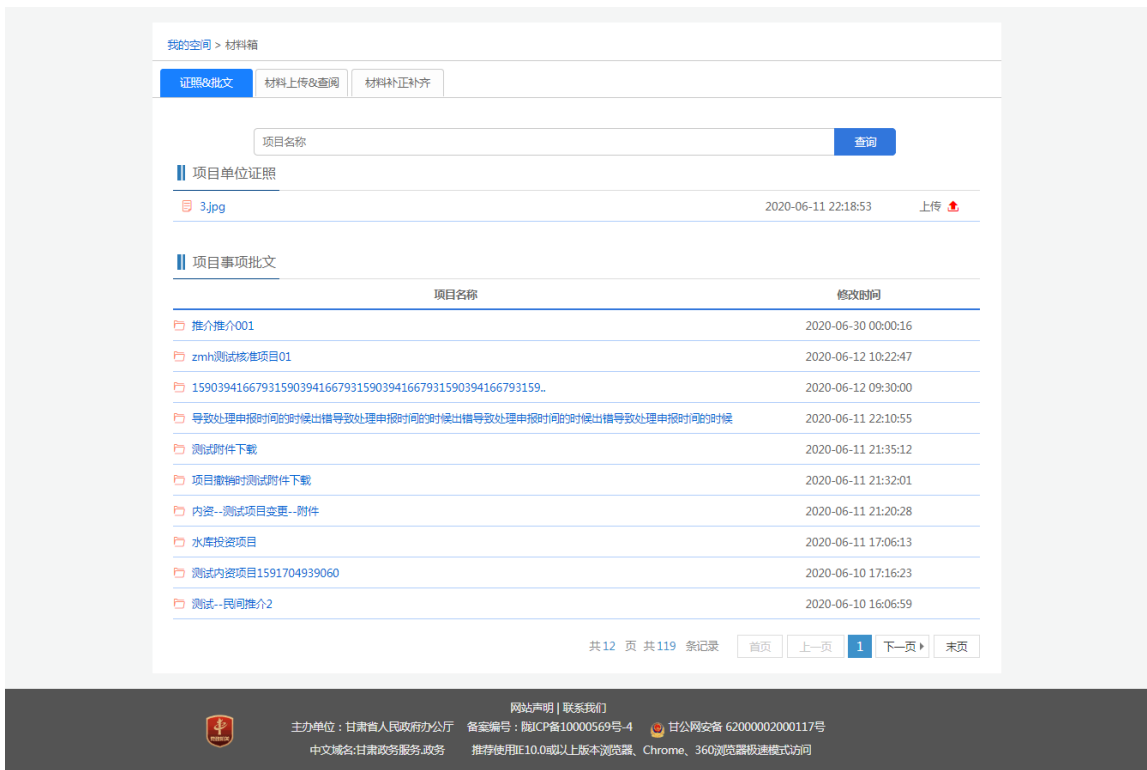 我的空间 > 材料箱
证照&批文 材料上传&查阅 材料补正补齐
项目名称 查询
项目单位证照
3.jpg 2020-06-11 22:18:53 上传
项目事项批文
项目名称 修改时间
推介推介001 2020-06-30 00:00:16
zmh测试核准项目01 2020-06-12 10:22:47
1590394166793159039416679315903941667931590394166793159.. 2020-06-12 09:30:00
导致处理申报时间的时候出错导致处理申报时间的时候出错导致处理申报时间的时候出错导致处理申报时间的时候 2020-06-11 22:10:55
测试附件下载 2020-06-11 21:35:12
项目撤销时测试附件下载 2020-06-11 21:32:01
内资--测试项目变更--附件 2020-06-11 21:20:28
水库投资项目 2020-06-11 17:06:13
测试内资项目1591704939060 2020-06-10 17:16:23
测试--民间推介2 2020-06-10 16:06:59
共12 页 共119 条记录 首页 上一页 1 下一页 末页
网站声明 | 联系我们
主办单位：甘肃省人民政府办公厅 备案编号：陇ICP备10000569号-4 甘公网安备 62000002000117号
中文域名:甘肃政务服务.政务 推荐使用IE10.0或以上版本浏览器、Chrome、360浏览器极速模式访问